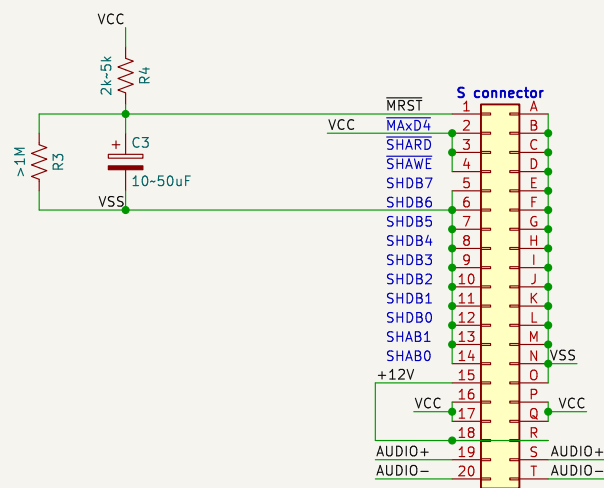 VCC
2k~5k
R4
S connector
MRST 1 A
VCC MAxD4 2 B
SHARD 3 C
SHAWE 4 D
SHDB7 5 E
SHDB6 6 F
SHDB5 7 G
SHDB4 8 H
SHDB3 9 I
SHDB2 10 J
SHDB1 11 K
SHDB0 12 L
SHAB1 13 M
SHAB0 14 N VSS
+12V 15 O
16 P
VCC 17 Q VCC
18 R
AUDIO+ 19 S AUDIO+
AUDIO- 20 T AUDIO-
>1M
R3
+ C3
10~50uF
VSS